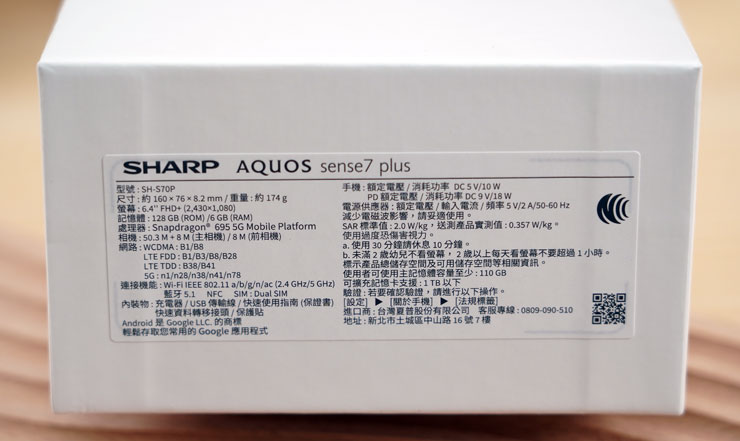 SHARP AQUOS sense7 plus
型號：SH-S70P
尺寸：約 160 × 76 × 8.2 mm / 重量：約 174 g
螢幕：6.4'' FHD+ (2,430×1,080)
記憶體：128 GB (ROM) /6 GB (RAM)
處理器：Snapdragon® 695 5G Mobile Platform
相機：50.3 M + 8 M (主相機) / 8 M (前相機)
網路：WCDMA : B1/B8
LTE FDD : B1/B3/B8/B28
LTE TDD : B38/B41
5G : n1/n28/n38/n41/n78
連接機能：Wi-Fi IEEE 802.11 a/b/g/n/ac (2.4 GHz/5 GHz)
藍牙 5.1 NFC SIM : Dual SIM
內裝物：充電器 / USB 傳輸線 / 快速使用指南 (保證書)
快速資料轉移接頭 / 保護貼
Android 是 Google LLC. 的商標
輕鬆存取您常用的 Google 應用程式
手機：額定電壓 / 消耗功率 DC 5 V/10 W
PD 額定電壓 / 消耗功率 DC 9 V/18 W
電源供應器：額定電壓 / 輸入電流 / 頻率 5 V/2 A/50-60 Hz
減少電磁波影響，請妥適使用。
SAR 標準值：2.0 W/kg，送測產品實測值：0.357 W/kg。
使用過度恐傷害視力。
a. 使用 30 分鐘請休息 10 分鐘。
b. 未滿 2 歲幼兒不看螢幕，2 歲以上每天看螢幕不要超過 1 小時。
標示產品總儲存空間及可用儲存空間等相關資訊。
使用者可使用主記憶體容量至少：110 GB
可擴充記憶卡支援：1 TB以下
驗證：若要確認驗證，請進行以下操作。
[設定] ▶ [關於手機] ▶ [法規標籤]
進口商：台灣夏普股份有限公司 客服專線：0809-090-510
地址：新北市土城區中山路 16 號 7 樓